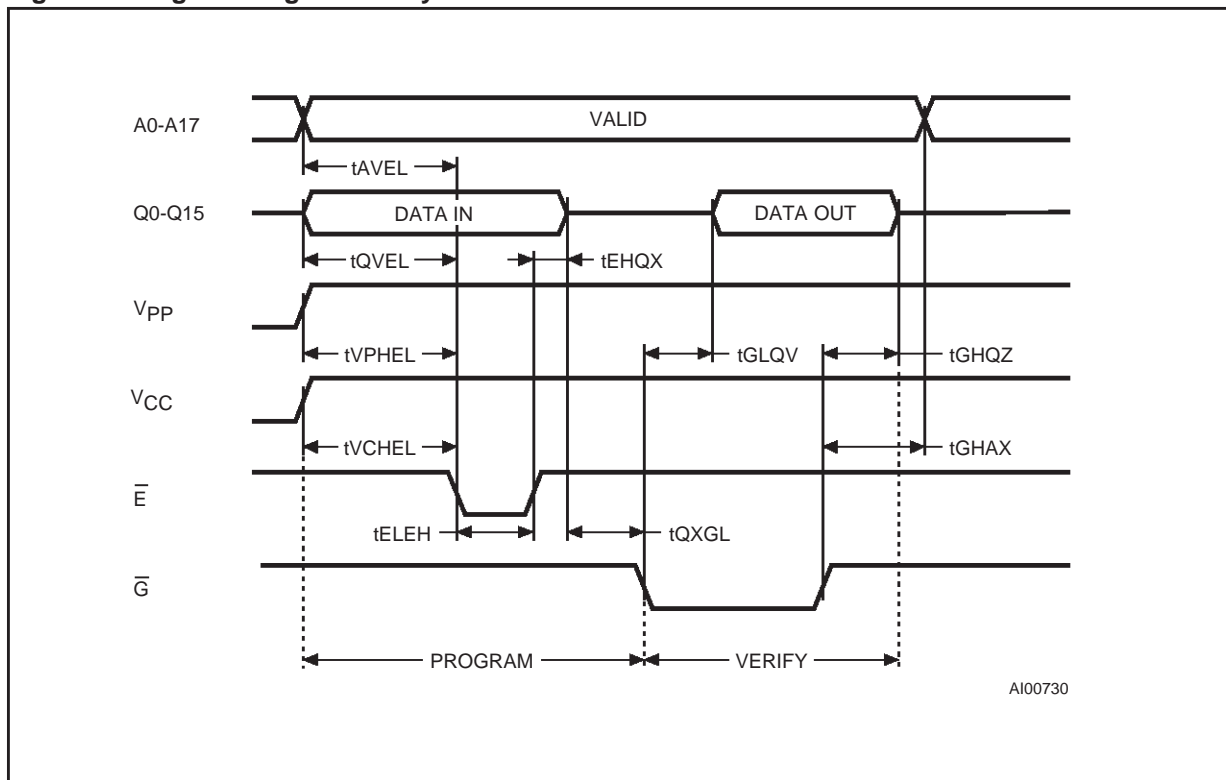 A0-A17
VALID
tAVEL
Q0-Q15
DATA IN
DATA OUT
tQVEL
tEHQX
VPP
tVPHEL
tGLQV
tGHQZ
VCC
tVCHEL
tGHAX
E̅
tELEH
tQXGL
G̅
PROGRAM
VERIFY
AI00730